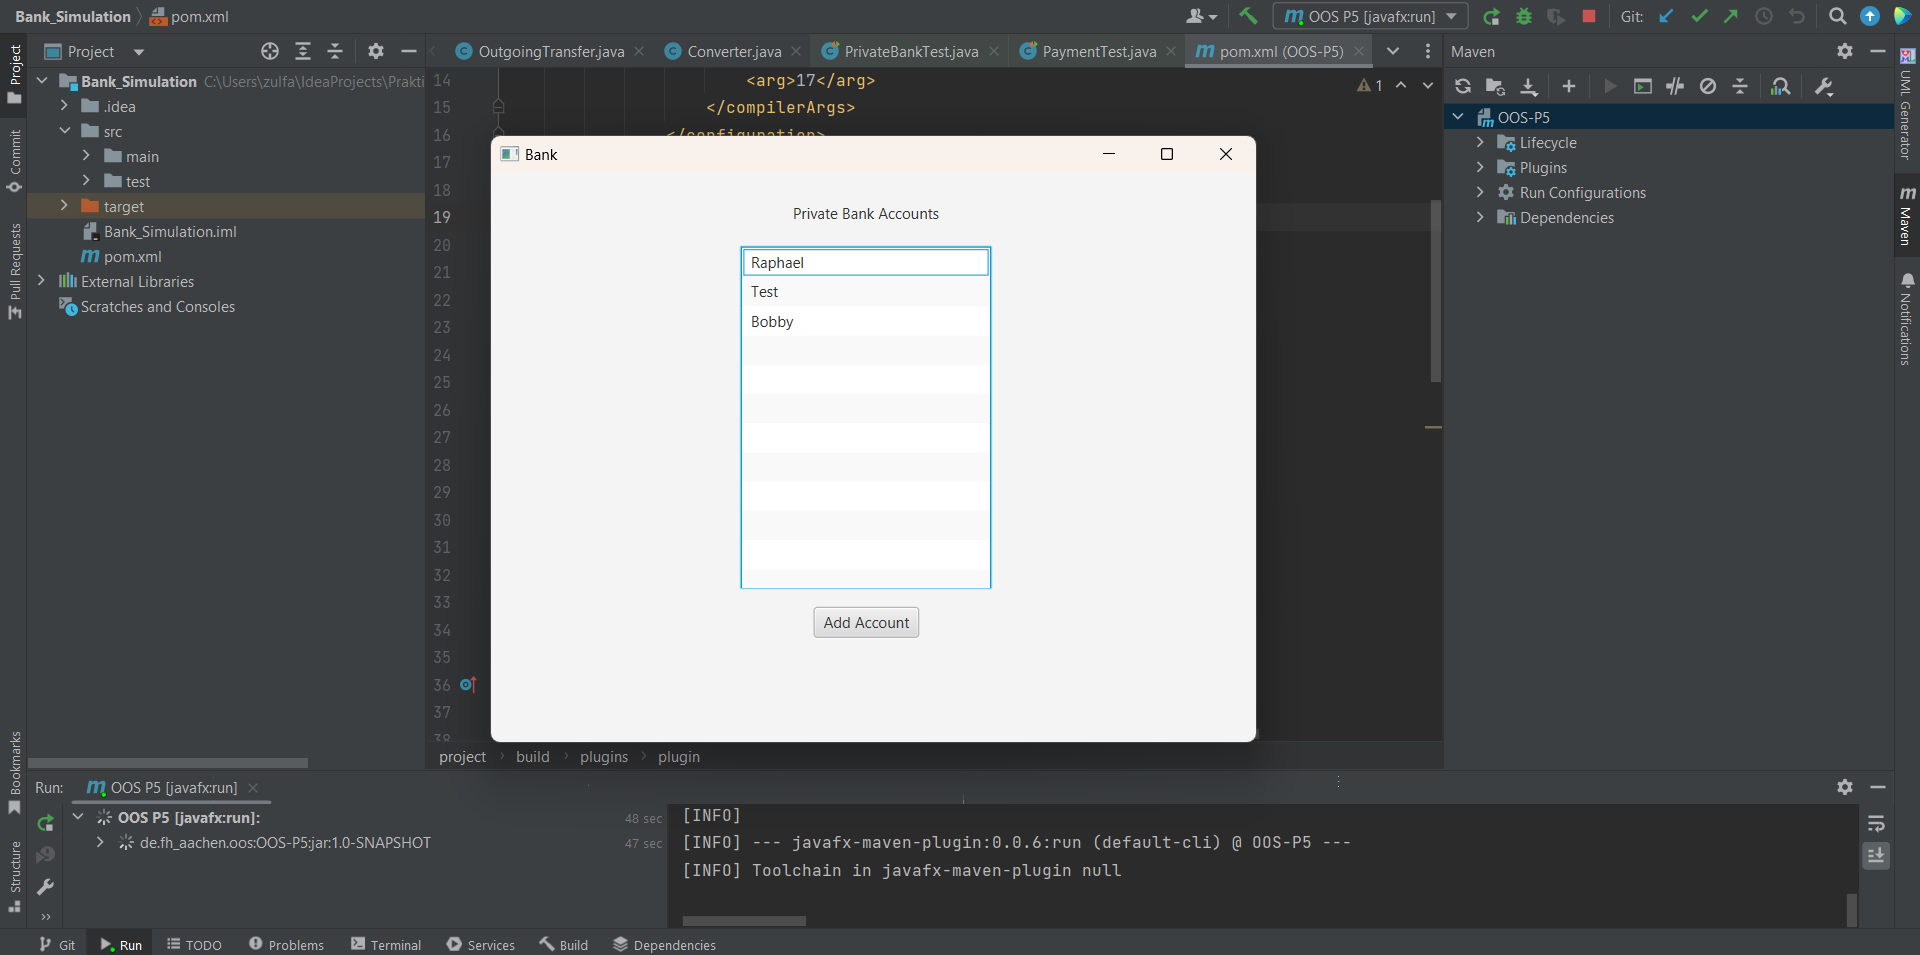 Bank_Simulation pom.xml
OOS P5 [javafx:run]
Git:
Project
OutgoingTransfer.java
Converter.java
PrivateBankTest.java
PaymentTest.java
pom.xml (OOS-P5)
Maven
Project
Commit
Pull Requests
Bookmarks
Structure
Bank_Simulation C:\Users\zulfa\IdeaProjects\Prakti
.idea
src
main
test
target
Bank_Simulation.iml
pom.xml
External Libraries
Scratches and Consoles
14 <arg>17</arg>
15 </compilerArgs>
16 </configuration>
17
18
19
20
21
22
23
24
25
26
27
28
29
30
31
32
33
34
35
36
37
38
1
Bank
Private Bank Accounts
Raphael
Test
Bobby
Add Account
project build plugins plugin
OOS-P5
Lifecycle
Plugins
Run Configurations
Dependencies
UML Generator
Maven
Notifications
Run: OOS P5 [javafx:run]
OOS P5 [javafx:run]: 48 sec
de.fh_aachen.oos:OOS-P5:jar:1.0-SNAPSHOT 47 sec
[INFO]
[INFO] --- javafx-maven-plugin:0.0.6:run (default-cli) @ OOS-P5 ---
[INFO] Toolchain in javafx-maven-plugin null
Git Run TODO Problems Terminal Services Build Dependencies